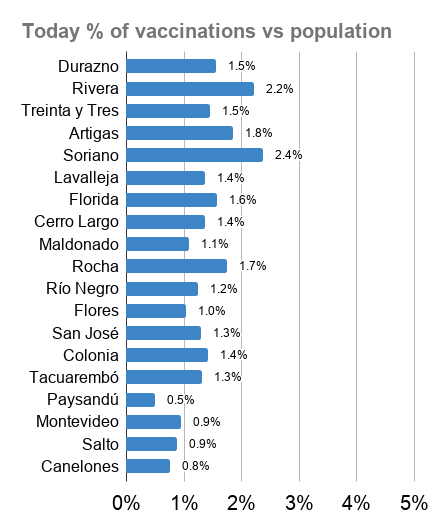 Today % of vaccinations vs population
Durazno 1.5%
Rivera 2.2%
Treinta y Tres 1.5%
Artigas 1.8%
Soriano 2.4%
Lavalleja 1.4%
Florida 1.6%
Cerro Largo 1.4%
Maldonado 1.1%
Rocha 1.7%
Río Negro 1.2%
Flores 1.0%
San José 1.3%
Colonia 1.4%
Tacuarembó 1.3%
Paysandú 0.5%
Montevideo 0.9%
Salto 0.9%
Canelones 0.8%
0% 1% 2% 3% 4% 5%